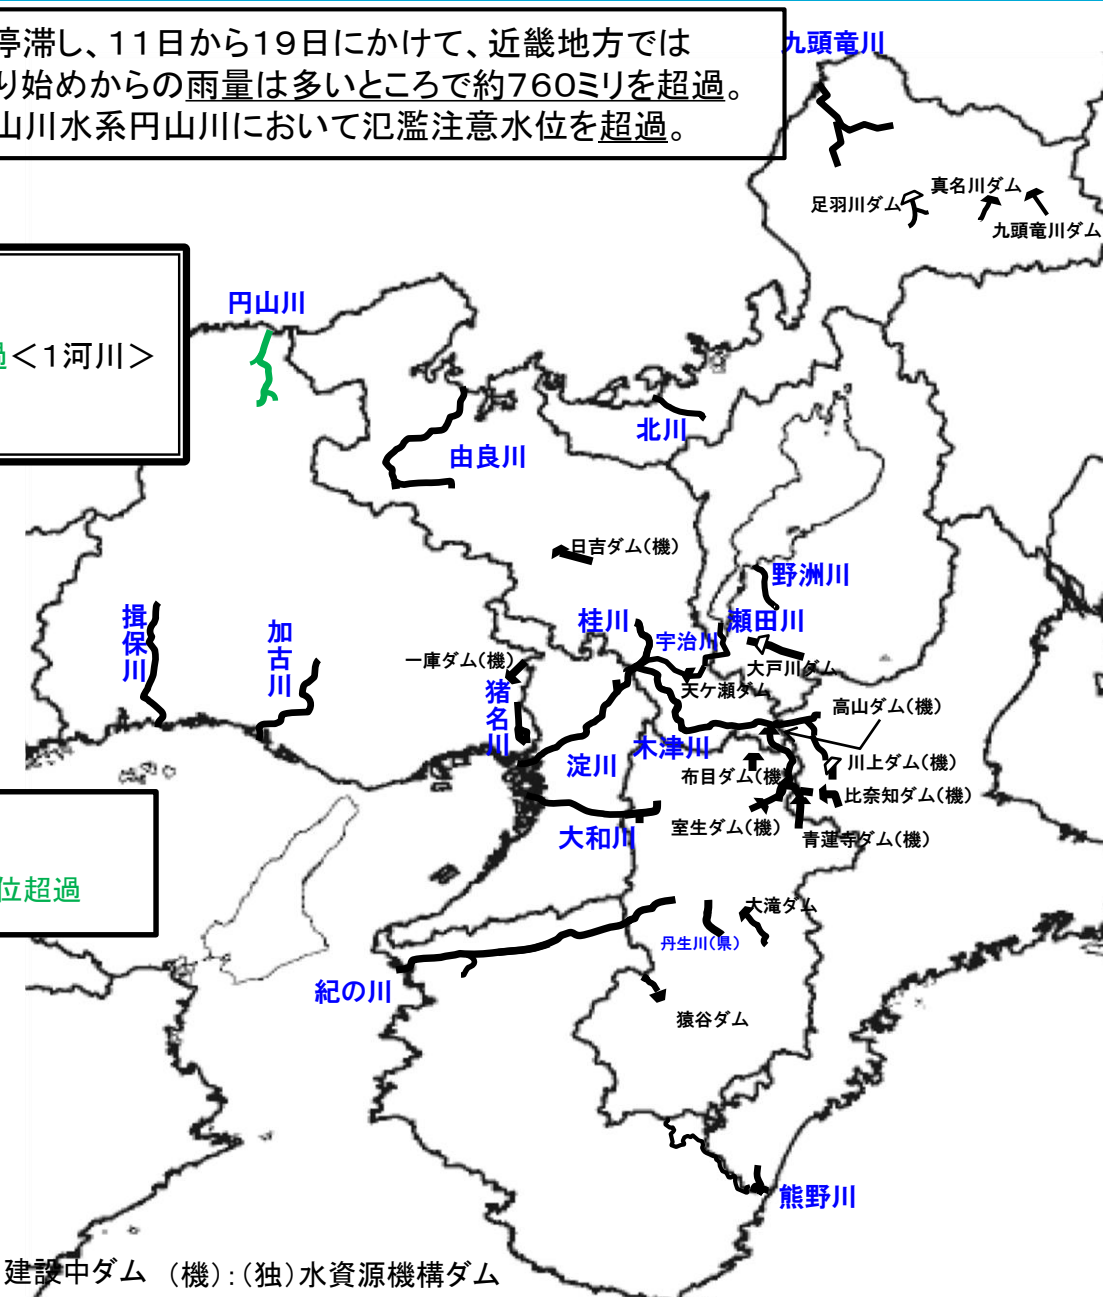 停滞し、11日から19日にかけて、近畿地方では
り始めからの雨量は多いところで約760ミリを超過。
山川水系円山川において氾濫注意水位を超過。
九頭竜川
足羽川ダム
真名川ダム
九頭竜川ダム
過<1河川>
円山川
北川
由良川
日吉ダム(機)
野洲川
揖保川
加古川
桂川
宇治川
瀬田川
大戸川ダム
一庫ダム(機)
天ケ瀬ダム
猪名川
高山ダム(機)
木津川
淀川
川上ダム(機)
布目ダム(機)
比奈知ダム(機)
室生ダム(機)
青蓮寺ダム(機)
大和川
位超過
大滝ダム
丹生川(県)
紀の川
猿谷ダム
熊野川
建設中ダム (機):(独)水資源機構ダム